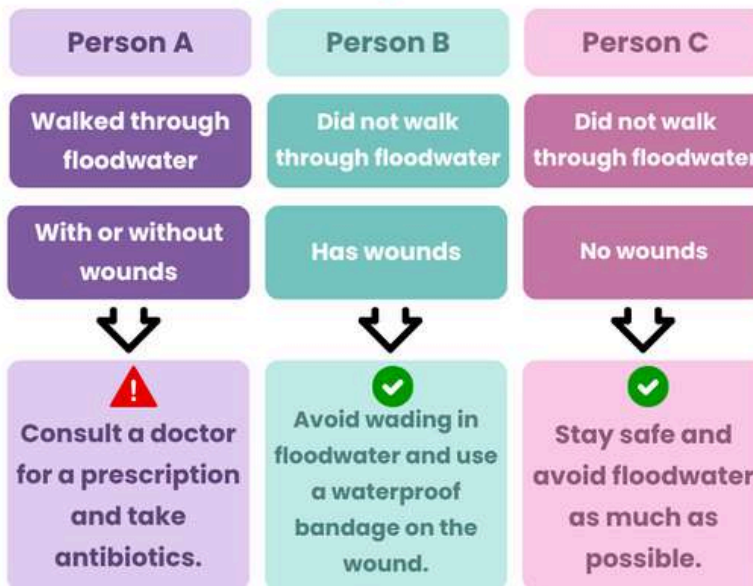 Person A
Person B
Person C
Walked through
floodwater
Did not walk
through floodwater
Did not walk
through floodwater
With or without
wounds
Has wounds
No wounds
!
Consult a doctor
for a prescription
and take
antibiotics.
Avoid wading in
floodwater and use
a waterproof
bandage on the
wound.
Stay safe and
avoid floodwater
as much as
possible.